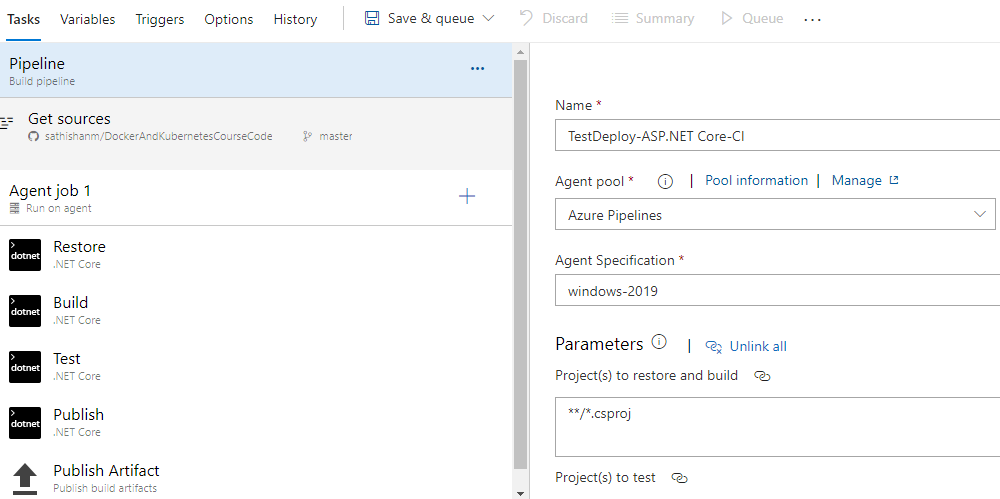 Tasks Variables Triggers Options History Save & queue Discard Summary Queue ...
Pipeline
Build pipeline
Get sources
sathishanm/DockerAndKubernetesCourseCode master
Agent job 1
Run on agent
dotnet Restore
.NET Core
dotnet Build
.NET Core
dotnet Test
.NET Core
dotnet Publish
.NET Core
Publish Artifact
Publish build artifacts
Name *
TestDeploy-ASP.NET Core-CI
Agent pool * | Pool information | Manage
Azure Pipelines
Agent Specification *
windows-2019
Parameters | Unlink all
Project(s) to restore and build
**/*.csproj
Project(s) to test